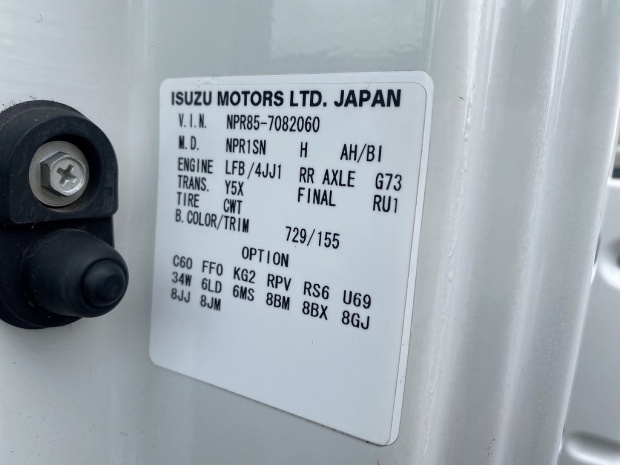 ISUZU MOTORS LTD. JAPAN
V.I.N. NPR85-7082060
M.D. NPR1SN H AH/BI
ENGINE LFB/4JJ1 RR AXLE G73
TRANS. Y5X FINAL RU1
TIRE CWT
B. COLOR/TRIM 729/155
OPTION
C60 FF0 KG2 RPV RS6 U69
34W 6LD 6MS 8BM 8BX 8GJ
8JJ 8JM